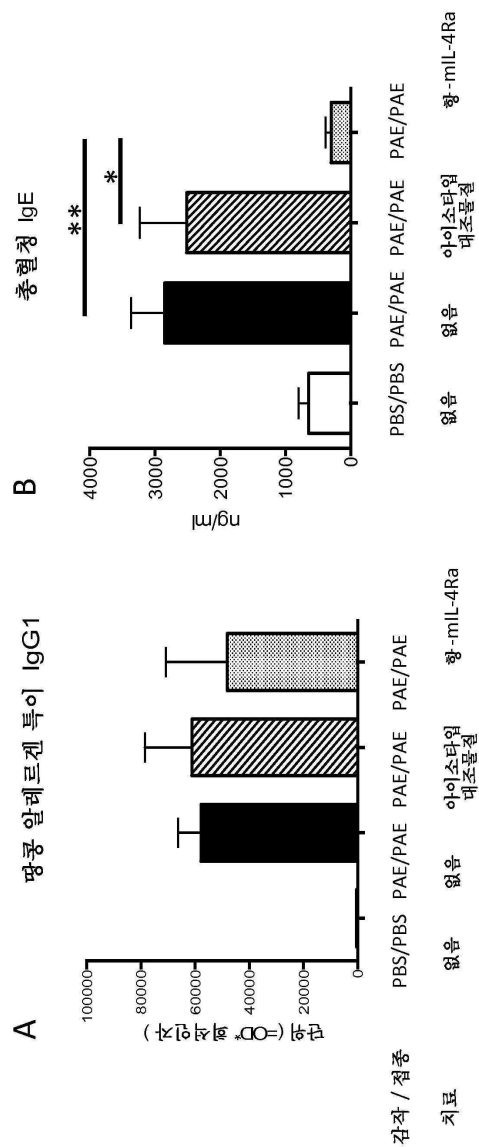 A
땅콩 알레르겐 특이 IgG1
단위 (=OD* 희석인자 )
100000
80000
60000
40000
20000
0
감작 / 접종 PBS/PBS PAE/PAE PAE/PAE PAE/PAE
치료 없음 없음 아이소타입 항-mIL-4Ra
대조물질
B
총혈청 IgE
**
*
ng/ml
4000
3000
2000
1000
0
PBS/PBS PAE/PAE PAE/PAE PAE/PAE
없음 없음 아이소타입 항-mIL-4Ra
대조물질